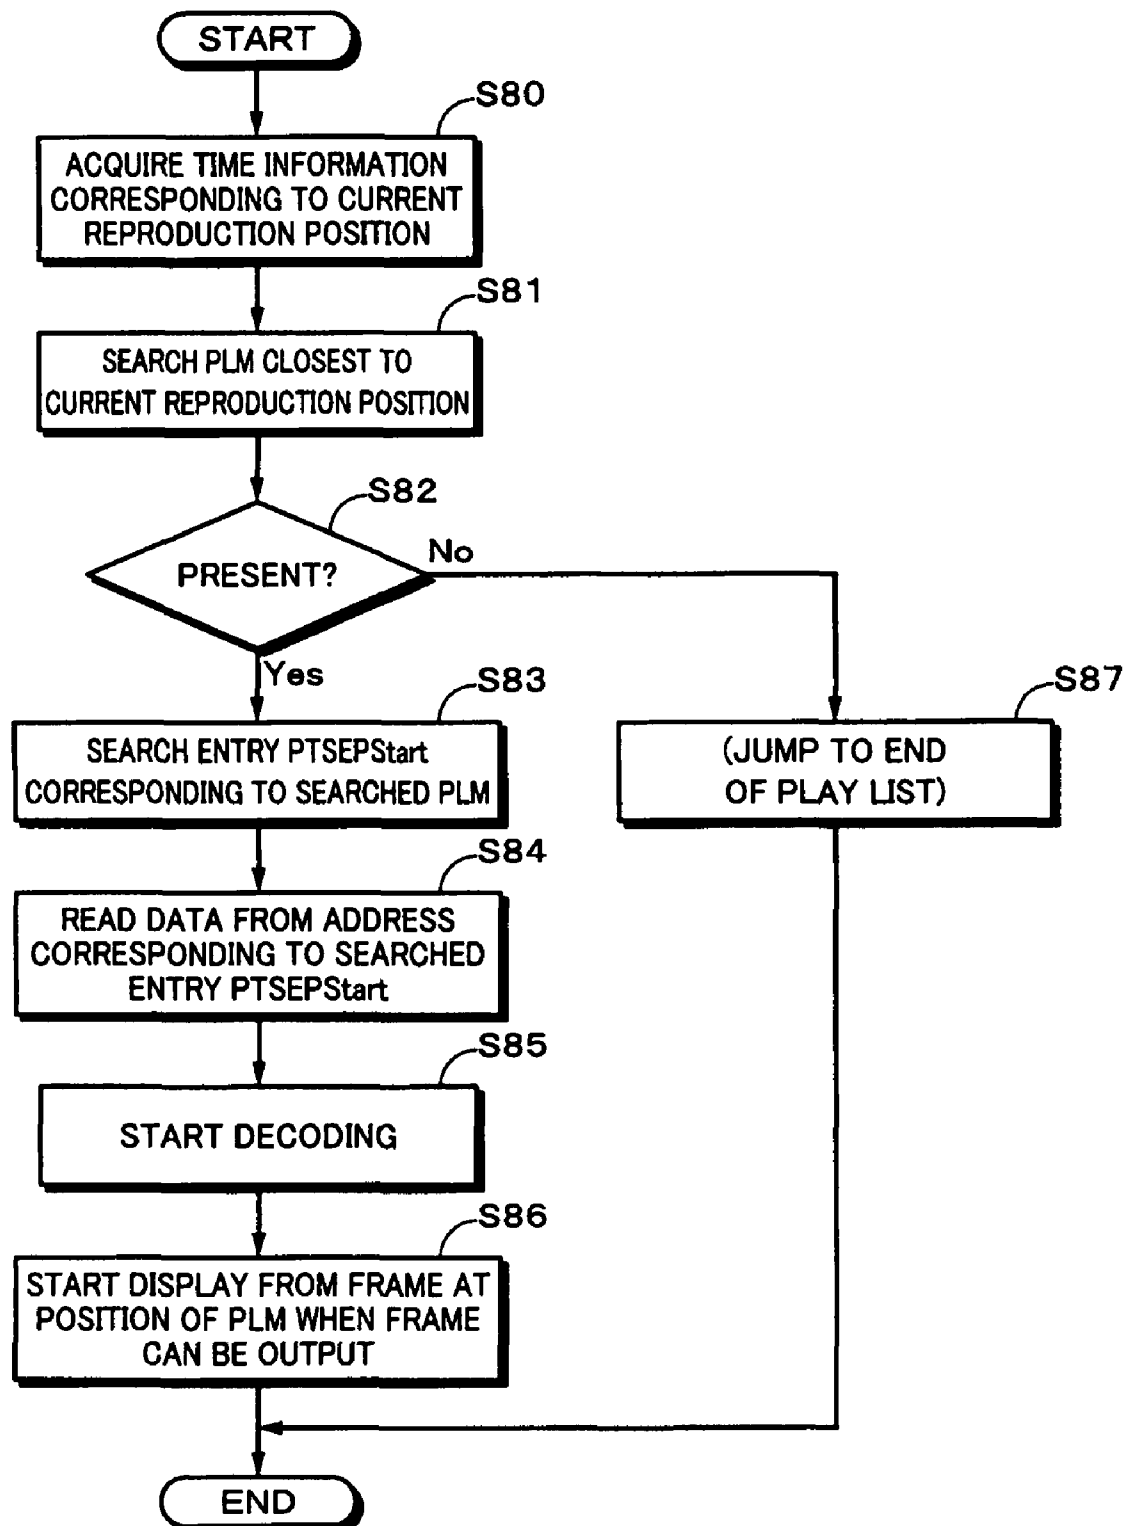 START
S80
ACQUIRE TIME INFORMATION
CORRESPONDING TO CURRENT
REPRODUCTION POSITION
S81
SEARCH PLM CLOSEST TO
CURRENT REPRODUCTION POSITION
S82
PRESENT?
No
Yes
S83
SEARCH ENTRY PTSEPStart
CORRESPONDING TO SEARCHED PLM
S87
(JUMP TO END
OF PLAY LIST)
S84
READ DATA FROM ADDRESS
CORRESPONDING TO SEARCHED
ENTRY PTSEPStart
S85
START DECODING
S86
START DISPLAY FROM FRAME AT
POSITION OF PLM WHEN FRAME
CAN BE OUTPUT
END